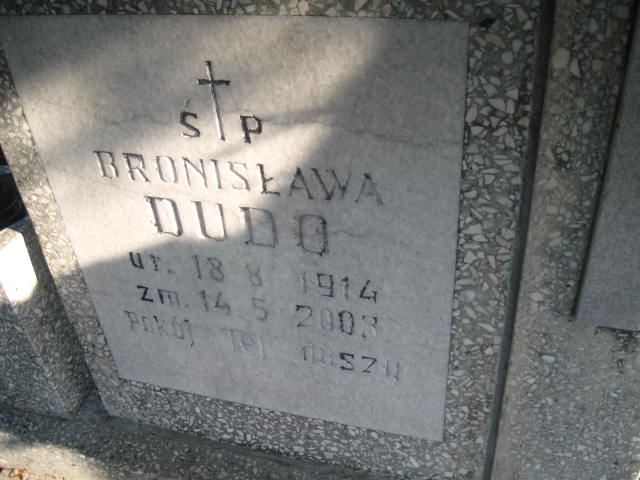 Ś P
BRONISŁAWA
DUDO
ur. 18 8 1914
zm. 14 5 2003
Pokój Jej duszy